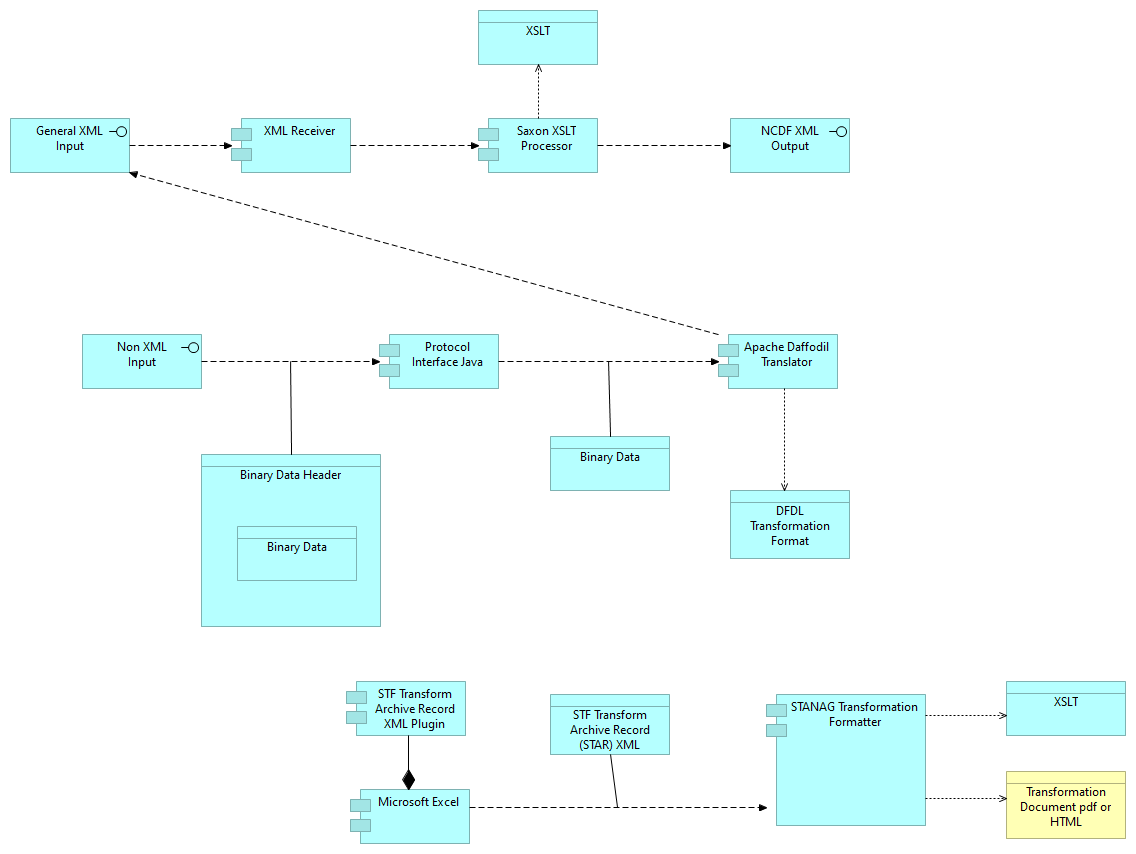 XSLT
General XML
Input
XML Receiver
Saxon XSLT
Processor
NCDF XML
Output
Non XML
Input
Protocol
Interface Java
Apache Daffodil
Translator
Binary Data Header
Binary Data
Binary Data
DFDL
Transformation
Format
STF Transform
Archive Record
XML Plugin
Microsoft Excel
STF Transform
Archive Record
(STAR) XML
STANAG Transformation
Formatter
XSLT
Transformation
Document pdf or
HTML